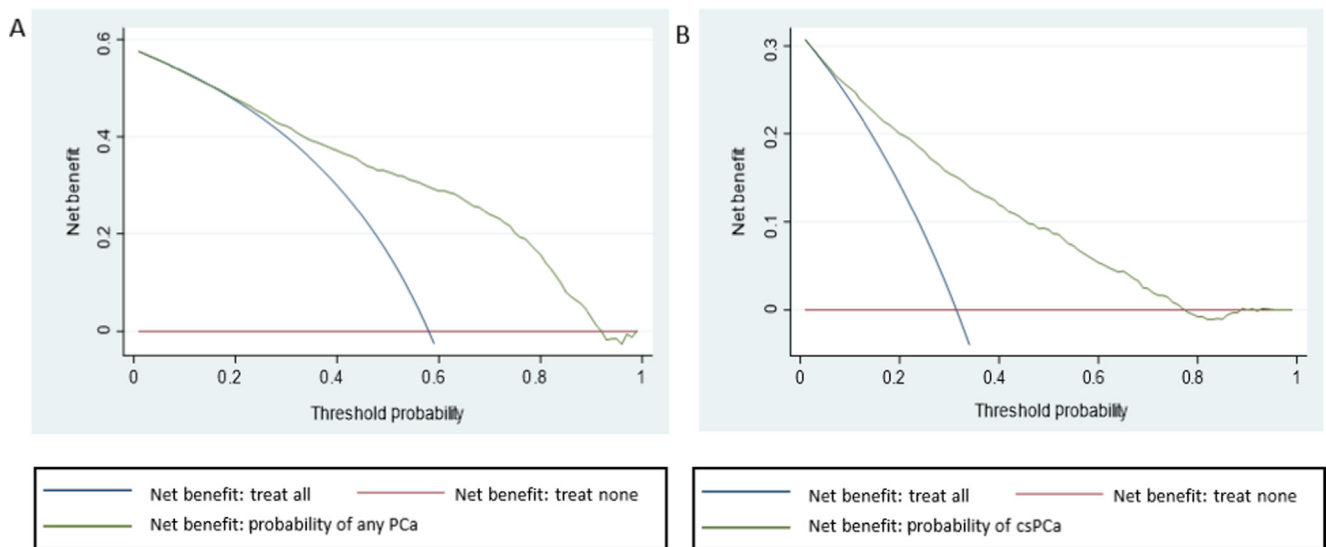 A
Net benefit
0.6
0.4
0.2
0
0 0.2 0.4 0.6 0.8 1
Threshold probability
Net benefit: treat all Net benefit: treat none
Net benefit: probability of any PCa
B
Net benefit
0.3
0.2
0.1
0
0 0.2 0.4 0.6 0.8 1
Threshold probability
Net benefit: treat all Net benefit: treat none
Net benefit: probability of csPCa